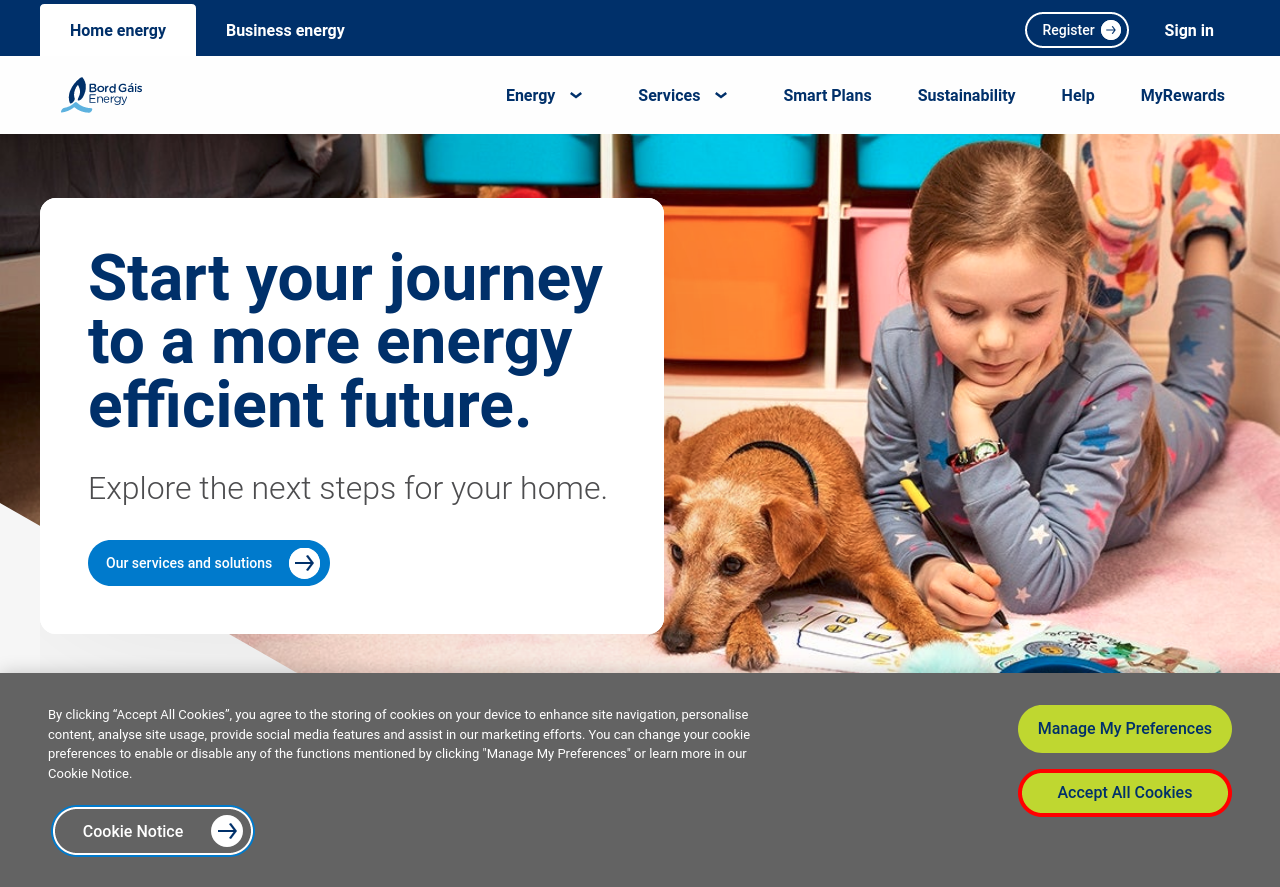 Home energy
Business energy
Register
Sign in
Bord Gáis
Energy
Energy
Services
Smart Plans
Sustainability
Help
MyRewards
Start your journey
to a more energy
efficient future.
Explore the next steps for your home.
Our services and solutions
By clicking “Accept All Cookies”, you agree to the storing of cookies on your device to enhance site navigation, personalise
content, analyse site usage, provide social media features and assist in our marketing efforts. You can change your cookie
preferences to enable or disable any of the functions mentioned by clicking "Manage My Preferences" or learn more in our
Cookie Notice.
Cookie Notice
Manage My Preferences
Accept All Cookies